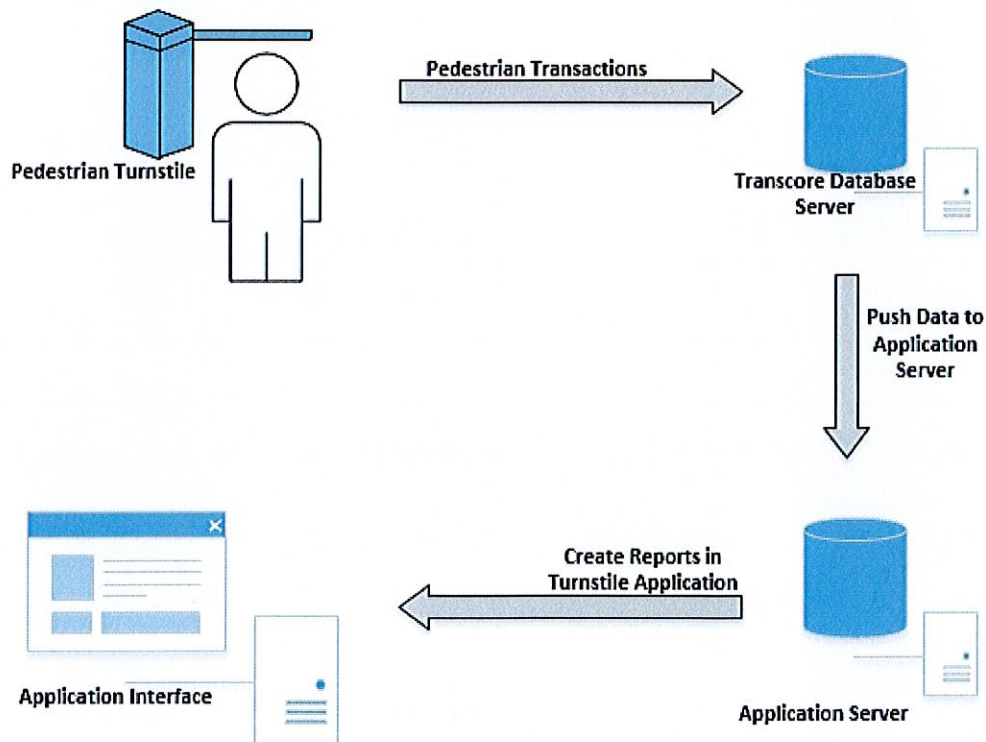 Pedestrian Transactions
Pedestrian Turnstile
Transcore Database
Server
Push Data to
Application
Server
Create Reports in
Turnstile Application
Application Interface
Application Server